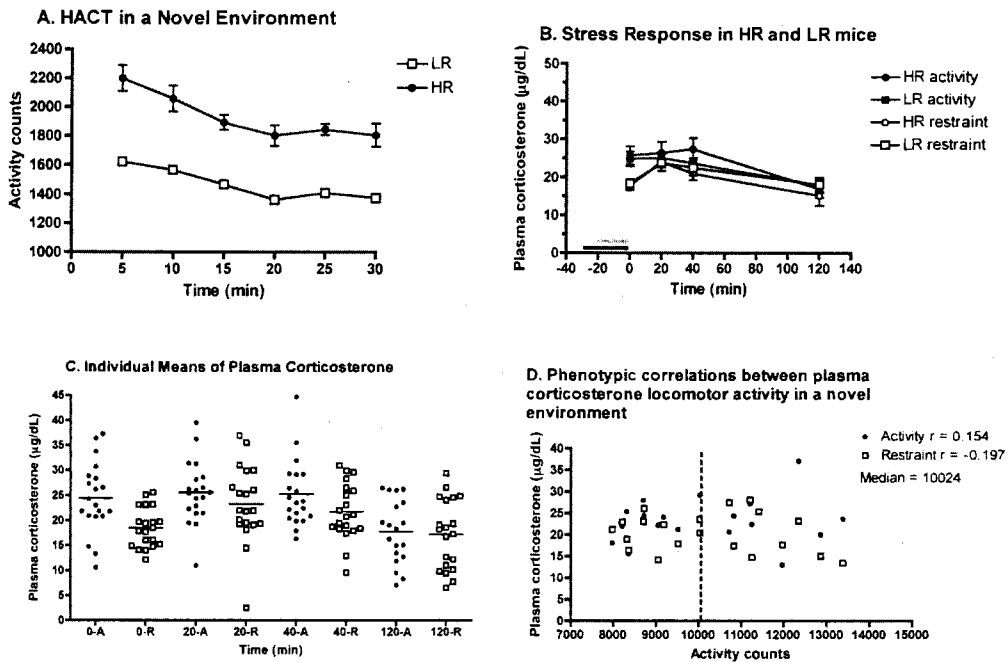 A. HACT in a Novel Environment
2400
2200
2000
1800
1600
1400
1200
1000
Activity counts
0
5
10
15
20
25
30
Time (min)
LR
HR
B. Stress Response in HR and LR mice
50
40
30
20
10
0
Plasma corticosterone (µg/dL)
-40
-20
0
20
40
60
80
100
120
140
Time (min)
HR activity
LR activity
HR restraint
LR restraint
C. Individual Means of Plasma Corticosterone
45
40
35
30
25
20
15
10
5
0
Plasma corticosterone (µg/dL)
0-A
0-R
20-A
20-R
40-A
40-R
120-A
120-R
Time (min)
D. Phenotypic correlations between plasma
corticosterone locomotor activity in a novel
environment
40
35
30
25
20
15
10
5
0
Plasma corticosterone (µg/dL)
7000
8000
9000
10000
11000
12000
13000
14000
15000
Activity counts
Activity r = 0.154
Restraint r = -0.197
Median = 10024